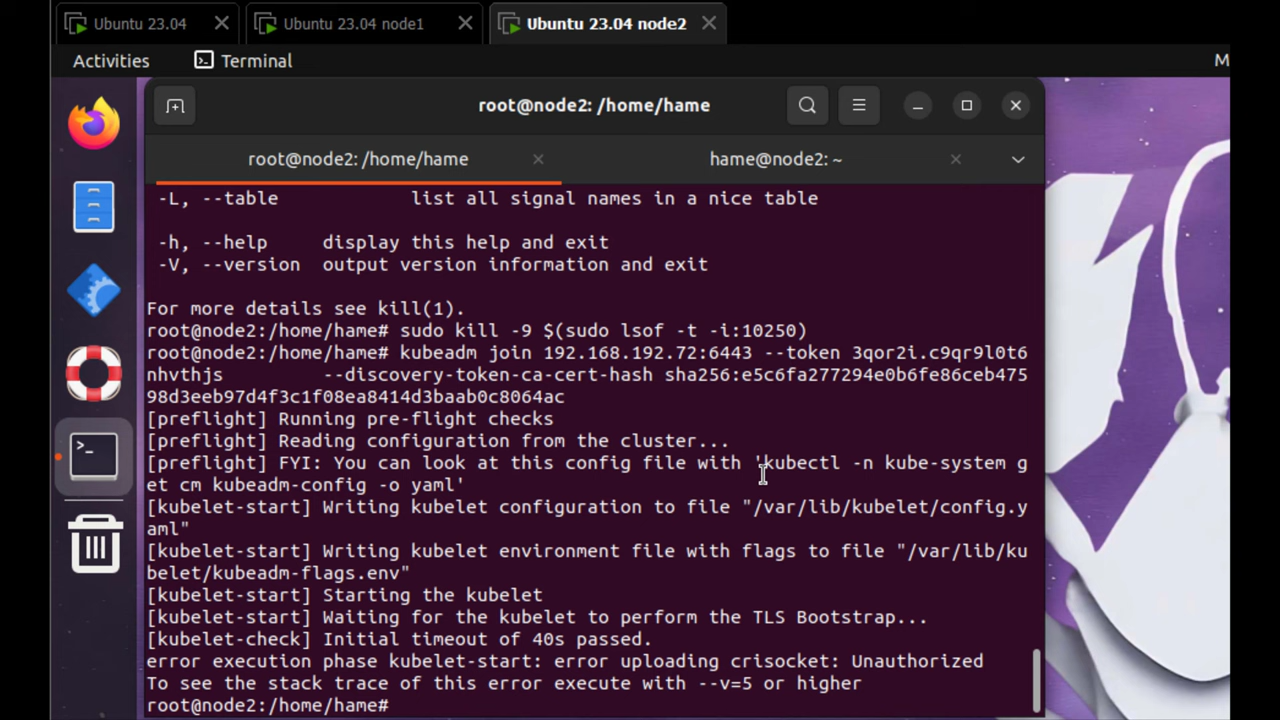 Ubuntu 23.04
Ubuntu 23.04 node1
Ubuntu 23.04 node2
Activities
Terminal
M
root@node2: /home/hame
root@node2: /home/hame
hame@node2: ~
-L, --table            list all signal names in a nice table
-h, --help     display this help and exit
-V, --version  output version information and exit
For more details see kill(1).
root@node2:/home/hame# sudo kill -9 $(sudo lsof -t -i:10250)
root@node2:/home/hame# kubeadm join 192.168.192.72:6443 --token 3qor2i.c9qr9l0t6
nhvthjs         --discovery-token-ca-cert-hash sha256:e5c6fa277294e0b6fe86ceb475
98d3eeb97d4f3c1f08ea8414d3baab0c8064ac
[preflight] Running pre-flight checks
[preflight] Reading configuration from the cluster...
[preflight] FYI: You can look at this config file with 'kubectl -n kube-system g
et cm kubeadm-config -o yaml'
[kubelet-start] Writing kubelet configuration to file "/var/lib/kubelet/config.y
aml"
[kubelet-start] Writing kubelet environment file with flags to file "/var/lib/ku
belet/kubeadm-flags.env"
[kubelet-start] Starting the kubelet
[kubelet-start] Waiting for the kubelet to perform the TLS Bootstrap...
[kubelet-check] Initial timeout of 40s passed.
error execution phase kubelet-start: error uploading crisocket: Unauthorized
To see the stack trace of this error execute with --v=5 or higher
root@node2:/home/hame#